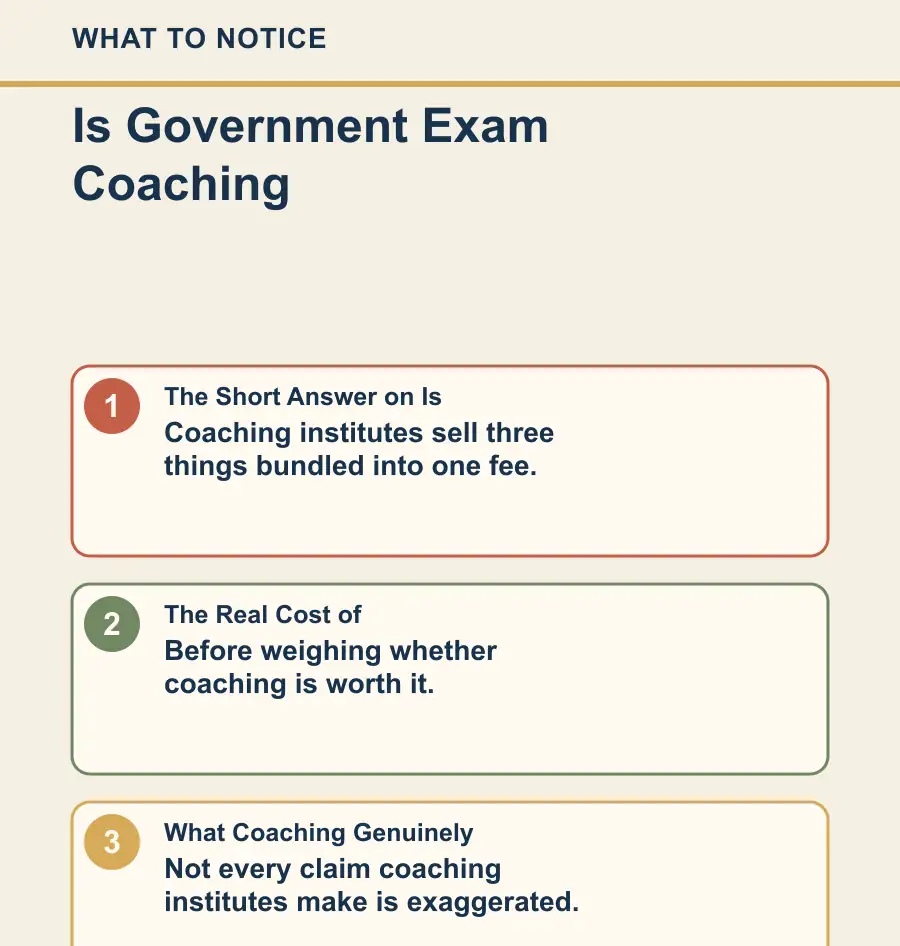 WHAT TO NOTICE
Is Government Exam
Coaching
1
The Short Answer on Is
Coaching institutes sell three
things bundled into one fee.
2
The Real Cost of
Before weighing whether
coaching is worth it.
3
What Coaching Genuinely
Not every claim coaching
institutes make is exaggerated.